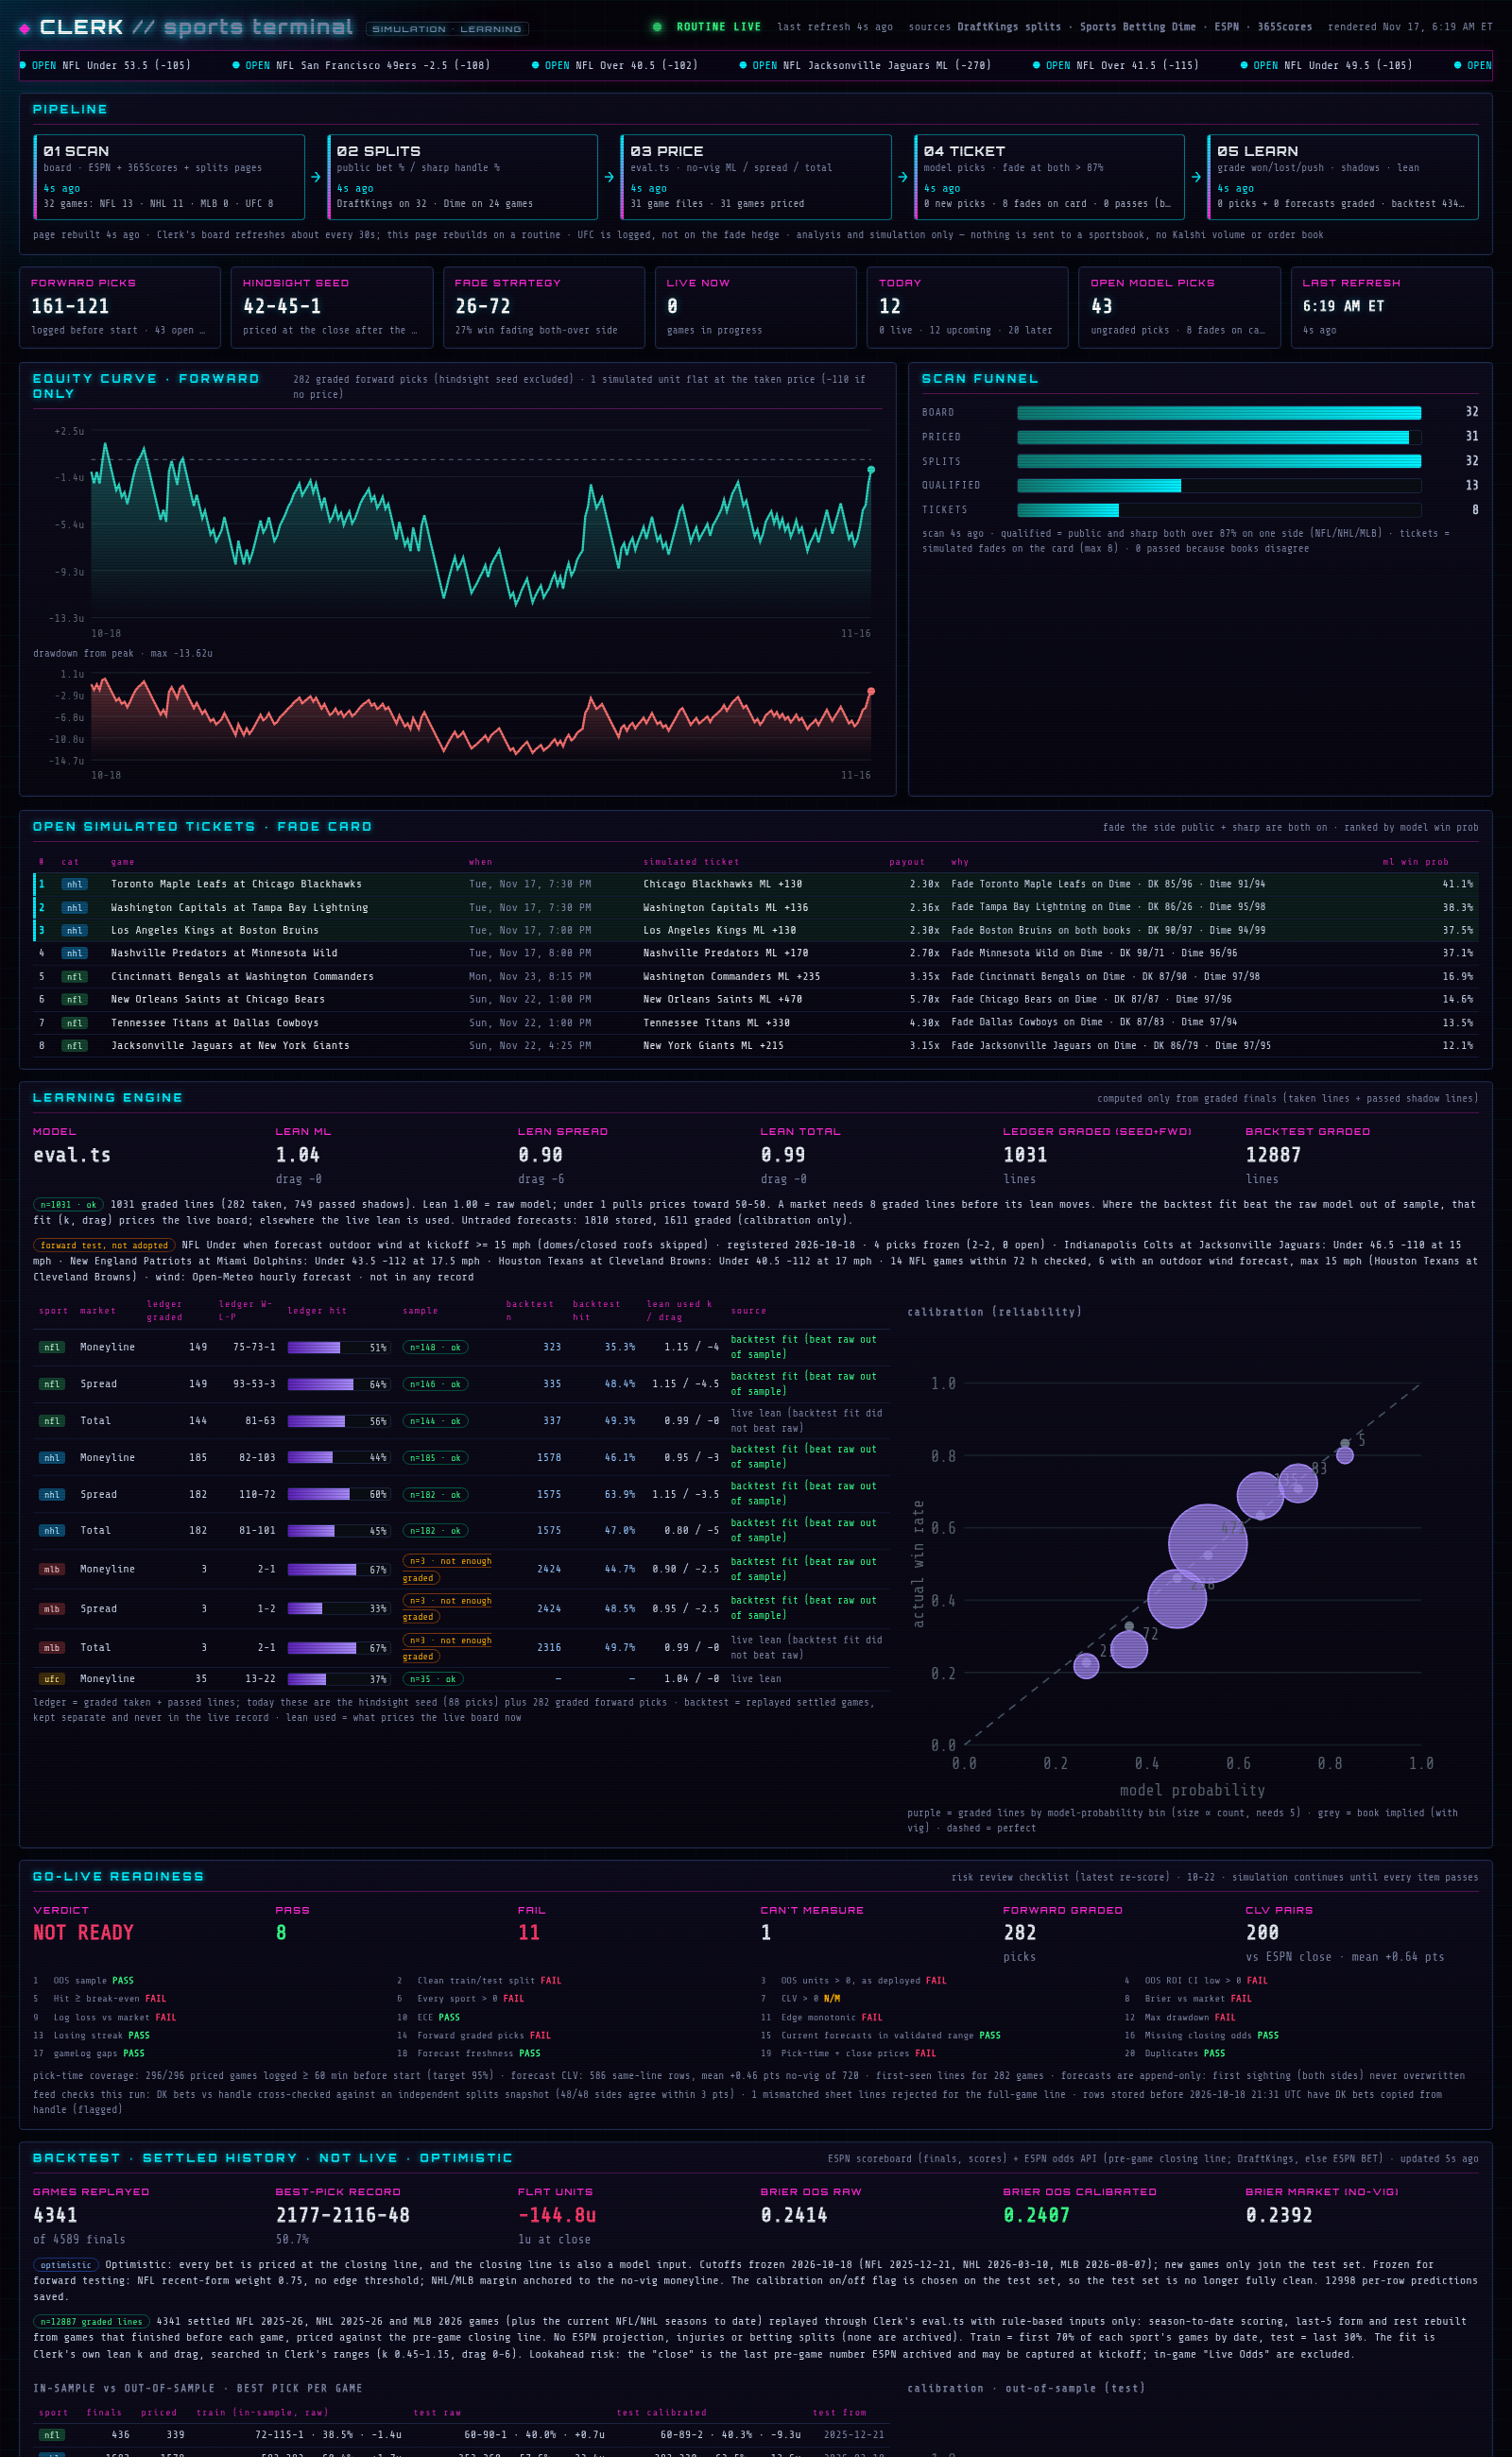 ◆ CLERK // sports terminal SIMULATION · LEARNING
ROUTINE LIVE last refresh 4s ago sources DraftKings splits · Sports Betting Dime · ESPN · 365Scores rendered Nov 17, 6:19 AM ET
● OPEN NFL Under 53.5 (-105) ● OPEN NFL San Francisco 49ers -2.5 (-108) ● OPEN NFL Over 40.5 (-102) ● OPEN NFL Jacksonville Jaguars ML (-270) ● OPEN NFL Over 41.5 (-115) ● OPEN NFL Under 49.5 (-105) ● OPEN
PIPELINE
01 SCAN
board · ESPN + 365Scores + splits pages
4s ago
32 games: NFL 13 · NHL 11 · MLB 0 · UFC 8
→
02 SPLITS
public bet % / sharp handle %
4s ago
DraftKings on 32 · Dime on 24 games
→
03 PRICE
eval.ts · no-vig ML / spread / total
4s ago
31 game files · 31 games priced
→
04 TICKET
model picks · fade at both > 87%
4s ago
0 new picks · 8 fades on card · 0 passes (b…
→
05 LEARN
grade won/lost/push · shadows · lean
4s ago
0 picks + 0 forecasts graded · backtest 434…
page rebuilt 4s ago · Clerk's board refreshes about every 30s; this page rebuilds on a routine · UFC is logged, not on the fade hedge · analysis and simulation only — nothing is sent to a sportsbook, no Kalshi volume or order book
FORWARD PICKS
161-121
logged before start · 43 open …
HINDSIGHT SEED
42-45-1
priced at the close after the …
FADE STRATEGY
26-72
27% win fading both-over side
LIVE NOW
0
games in progress
TODAY
12
0 live · 12 upcoming · 20 later
OPEN MODEL PICKS
43
ungraded picks · 8 fades on ca…
LAST REFRESH
6:19 AM ET
4s ago
EQUITY CURVE · FORWARD ONLY
282 graded forward picks (hindsight seed excluded) · 1 simulated unit flat at the taken price (-110 if no price)
+2.5u
-1.4u
-5.4u
-9.3u
-13.3u
10-18 11-16
drawdown from peak · max -13.62u
1.1u
-2.9u
-6.8u
-10.8u
-14.7u
10-18 11-16
SCAN FUNNEL
BOARD 32
PRICED 31
SPLITS 32
QUALIFIED 13
TICKETS 8
scan 4s ago · qualified = public and sharp both over 87% on one side (NFL/NHL/MLB) · tickets =
simulated fades on the card (max 8) · 0 passed because books disagree
OPEN SIMULATED TICKETS · FADE CARD
fade the side public + sharp are both on · ranked by model win prob
# cat game when simulated ticket payout why ml win prob
1 nhl Toronto Maple Leafs at Chicago Blackhawks Tue, Nov 17, 7:30 PM Chicago Blackhawks ML +130 2.30x Fade Toronto Maple Leafs on Dime · DK 85/96 · Dime 91/94 41.1%
2 nhl Washington Capitals at Tampa Bay Lightning Tue, Nov 17, 7:30 PM Washington Capitals ML +136 2.36x Fade Tampa Bay Lightning on Dime · DK 86/26 · Dime 95/98 38.3%
3 nhl Los Angeles Kings at Boston Bruins Tue, Nov 17, 7:00 PM Los Angeles Kings ML +130 2.30x Fade Boston Bruins on both books · DK 90/97 · Dime 94/99 37.5%
4 nhl Nashville Predators at Minnesota Wild Tue, Nov 17, 8:00 PM Nashville Predators ML +170 2.70x Fade Minnesota Wild on Dime · DK 90/71 · Dime 96/96 37.1%
5 nfl Cincinnati Bengals at Washington Commanders Mon, Nov 23, 8:15 PM Washington Commanders ML +235 3.35x Fade Cincinnati Bengals on Dime · DK 87/90 · Dime 97/98 16.9%
6 nfl New Orleans Saints at Chicago Bears Sun, Nov 22, 1:00 PM New Orleans Saints ML +470 5.70x Fade Chicago Bears on Dime · DK 87/87 · Dime 97/96 14.6%
7 nfl Tennessee Titans at Dallas Cowboys Sun, Nov 22, 1:00 PM Tennessee Titans ML +330 4.30x Fade Dallas Cowboys on Dime · DK 87/83 · Dime 97/94 13.5%
8 nfl Jacksonville Jaguars at New York Giants Sun, Nov 22, 4:25 PM New York Giants ML +215 3.15x Fade Jacksonville Jaguars on Dime · DK 86/79 · Dime 97/95 12.1%
LEARNING ENGINE
computed only from graded finals (taken lines + passed shadow lines)
MODEL
eval.ts
LEAN ML
1.04
drag -0
LEAN SPREAD
0.90
drag -6
LEAN TOTAL
0.99
drag -0
LEDGER GRADED (SEED+FWD)
1031
lines
BACKTEST GRADED
12887
lines
n=1031 · ok 1031 graded lines (282 taken, 749 passed shadows). Lean 1.00 = raw model; under 1 pulls prices toward 50-50. A market needs 8 graded lines before its lean moves. Where the backtest fit beat the raw model out of sample, that
fit (k, drag) prices the live board; elsewhere the live lean is used. Untraded forecasts: 1810 stored, 1611 graded (calibration only).
forward test, not adopted NFL Under when forecast outdoor wind at kickoff >= 15 mph (domes/closed roofs skipped) · registered 2026-10-18 · 4 picks frozen (2-2, 0 open) · Indianapolis Colts at Jacksonville Jaguars: Under 46.5 -110 at 15
mph · New England Patriots at Miami Dolphins: Under 43.5 -112 at 17.5 mph · Houston Texans at Cleveland Browns: Under 40.5 -112 at 17 mph · 14 NFL games within 72 h checked, 6 with an outdoor wind forecast, max 15 mph (Houston Texans at
Cleveland Browns) · wind: Open-Meteo hourly forecast · not in any record
sport market ledger graded ledger W-L-P ledger hit sample backtest n backtest hit lean used k / drag source
nfl Moneyline 149 75-73-1 51% n=148 · ok 323 35.3% 1.15 / -4 backtest fit (beat raw out of sample)
nfl Spread 149 93-53-3 64% n=146 · ok 335 48.4% 1.15 / -4.5 backtest fit (beat raw out of sample)
nfl Total 144 81-63 56% n=144 · ok 337 49.3% 0.99 / -0 live lean (backtest fit did not beat raw)
nhl Moneyline 185 82-103 44% n=185 · ok 1578 46.1% 0.95 / -3 backtest fit (beat raw out of sample)
nhl Spread 182 110-72 60% n=182 · ok 1575 63.9% 1.15 / -3.5 backtest fit (beat raw out of sample)
nhl Total 182 81-101 45% n=182 · ok 1575 47.0% 0.80 / -5 backtest fit (beat raw out of sample)
mlb Moneyline 3 2-1 67% n=3 · not enough graded 2424 44.7% 0.90 / -2.5 backtest fit (beat raw out of sample)
mlb Spread 3 1-2 33% n=3 · not enough graded 2424 48.5% 0.95 / -2.5 backtest fit (beat raw out of sample)
mlb Total 3 2-1 67% n=3 · not enough graded 2316 49.7% 0.99 / -0 live lean (backtest fit did not beat raw)
ufc Moneyline 35 13-22 37% n=35 · ok — — 1.04 / -0 live lean
ledger = graded taken + passed lines; today these are the hindsight seed (88 picks) plus 282 graded forward picks · backtest = replayed settled games,
kept separate and never in the live record · lean used = what prices the live board now
calibration (reliability)
1.0
0.8
0.6
0.4
0.2
0.0
actual win rate
5
83
72
0.0 0.2 0.4 0.6 0.8 1.0
model probability
purple = graded lines by model-probability bin (size ∝ count, needs 5) · grey = book implied (with
vig) · dashed = perfect
GO-LIVE READINESS
risk review checklist (latest re-score) · 10-22 · simulation continues until every item passes
VERDICT
NOT READY
PASS
8
FAIL
11
CAN'T MEASURE
1
FORWARD GRADED
282
picks
CLV PAIRS
200
vs ESPN close · mean +0.64 pts
1 OOS sample PASS 2 Clean train/test split FAIL 3 OOS units > 0, as deployed FAIL 4 OOS ROI CI low > 0 FAIL
5 Hit ≥ break-even FAIL 6 Every sport > 0 FAIL 7 CLV > 0 N/M 8 Brier vs market FAIL
9 Log loss vs market FAIL 10 ECE PASS 11 Edge monotonic FAIL 12 Max drawdown FAIL
13 Losing streak PASS 14 Forward graded picks FAIL 15 Current forecasts in validated range PASS 16 Missing closing odds PASS
17 gameLog gaps PASS 18 Forecast freshness PASS 19 Pick-time + close prices FAIL 20 Duplicates PASS
pick-time coverage: 296/296 priced games logged ≥ 60 min before start (target 95%) · forecast CLV: 586 same-line rows, mean +0.46 pts no-vig of 720 · first-seen lines for 282 games · forecasts are append-only: first sighting (both sides) never overwritten
feed checks this run: DK bets vs handle cross-checked against an independent splits snapshot (48/48 sides agree within 3 pts) · 1 mismatched sheet lines rejected for the full-game line · rows stored before 2026-10-18 21:31 UTC have DK bets copied from
handle (flagged)
BACKTEST · SETTLED HISTORY · NOT LIVE · OPTIMISTIC
ESPN scoreboard (finals, scores) + ESPN odds API (pre-game closing line; DraftKings, else ESPN BET) · updated 5s ago
GAMES REPLAYED
4341
of 4589 finals
BEST-PICK RECORD
2177-2116-48
50.7%
FLAT UNITS
-144.8u
1u at close
BRIER OOS RAW
0.2414
BRIER OOS CALIBRATED
0.2407
BRIER MARKET (NO-VIG)
0.2392
optimistic Optimistic: every bet is priced at the closing line, and the closing line is also a model input. Cutoffs frozen 2026-10-18 (NFL 2025-12-21, NHL 2026-03-10, MLB 2026-08-07); new games only join the test set. Frozen for
forward testing: NFL recent-form weight 0.75, no edge threshold; NHL/MLB margin anchored to the no-vig moneyline. The calibration on/off flag is chosen on the test set, so the test set is no longer fully clean. 12998 per-row predictions
saved.
n=12887 graded lines 4341 settled NFL 2025-26, NHL 2025-26 and MLB 2026 games (plus the current NFL/NHL seasons to date) replayed through Clerk's eval.ts with rule-based inputs only: season-to-date scoring, last-5 form and rest rebuilt
from games that finished before each game, priced against the pre-game closing line. No ESPN projection, injuries or betting splits (none are archived). Train = first 70% of each sport's games by date, test = last 30%. The fit is
Clerk's own lean k and drag, searched in Clerk's ranges (k 0.45-1.15, drag 0-6). Lookahead risk: the "close" is the last pre-game number ESPN archived and may be captured at kickoff; in-game "Live Odds" are excluded.
IN-SAMPLE vs OUT-OF-SAMPLE · BEST PICK PER GAME
calibration · out-of-sample (test)
sport finals priced train (in-sample, raw) test raw test calibrated test from
nfl 436 339 72-115-1 · 38.5% · -1.4u 60-90-1 · 40.0% · +0.7u 60-89-2 · 40.3% · -9.3u 2025-12-21